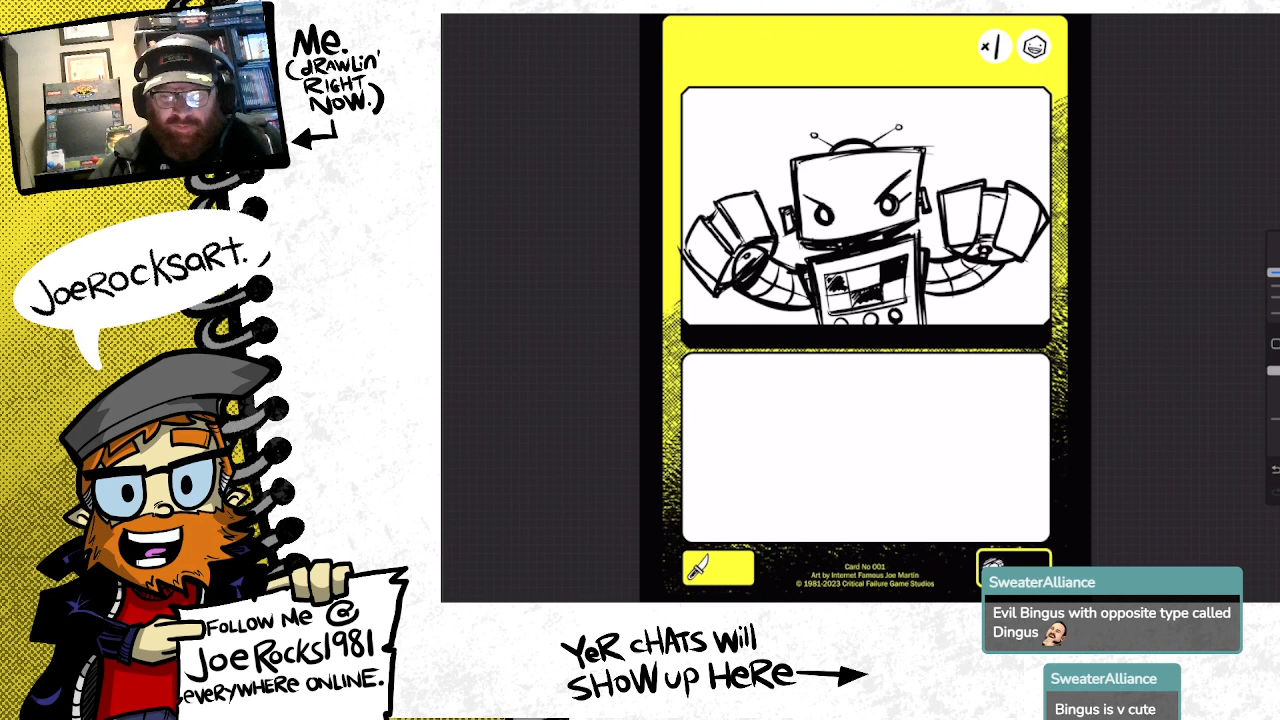 Me.
(dRAWLin'
RIGHT
NOW.)
JOEROCKSART.
FOLLOW Me @
JoeRocks1981
everywhere online.
x1
Card No 001
Art by Internet Famous Joe Martin
© 1981-2023 Critical Failure Game Studios
YeR cHATS Will
SHOW up HeRe
SweaterAlliance
Evil Bingus with opposite type called
Dingus
SweaterAlliance
Bingus is v cute